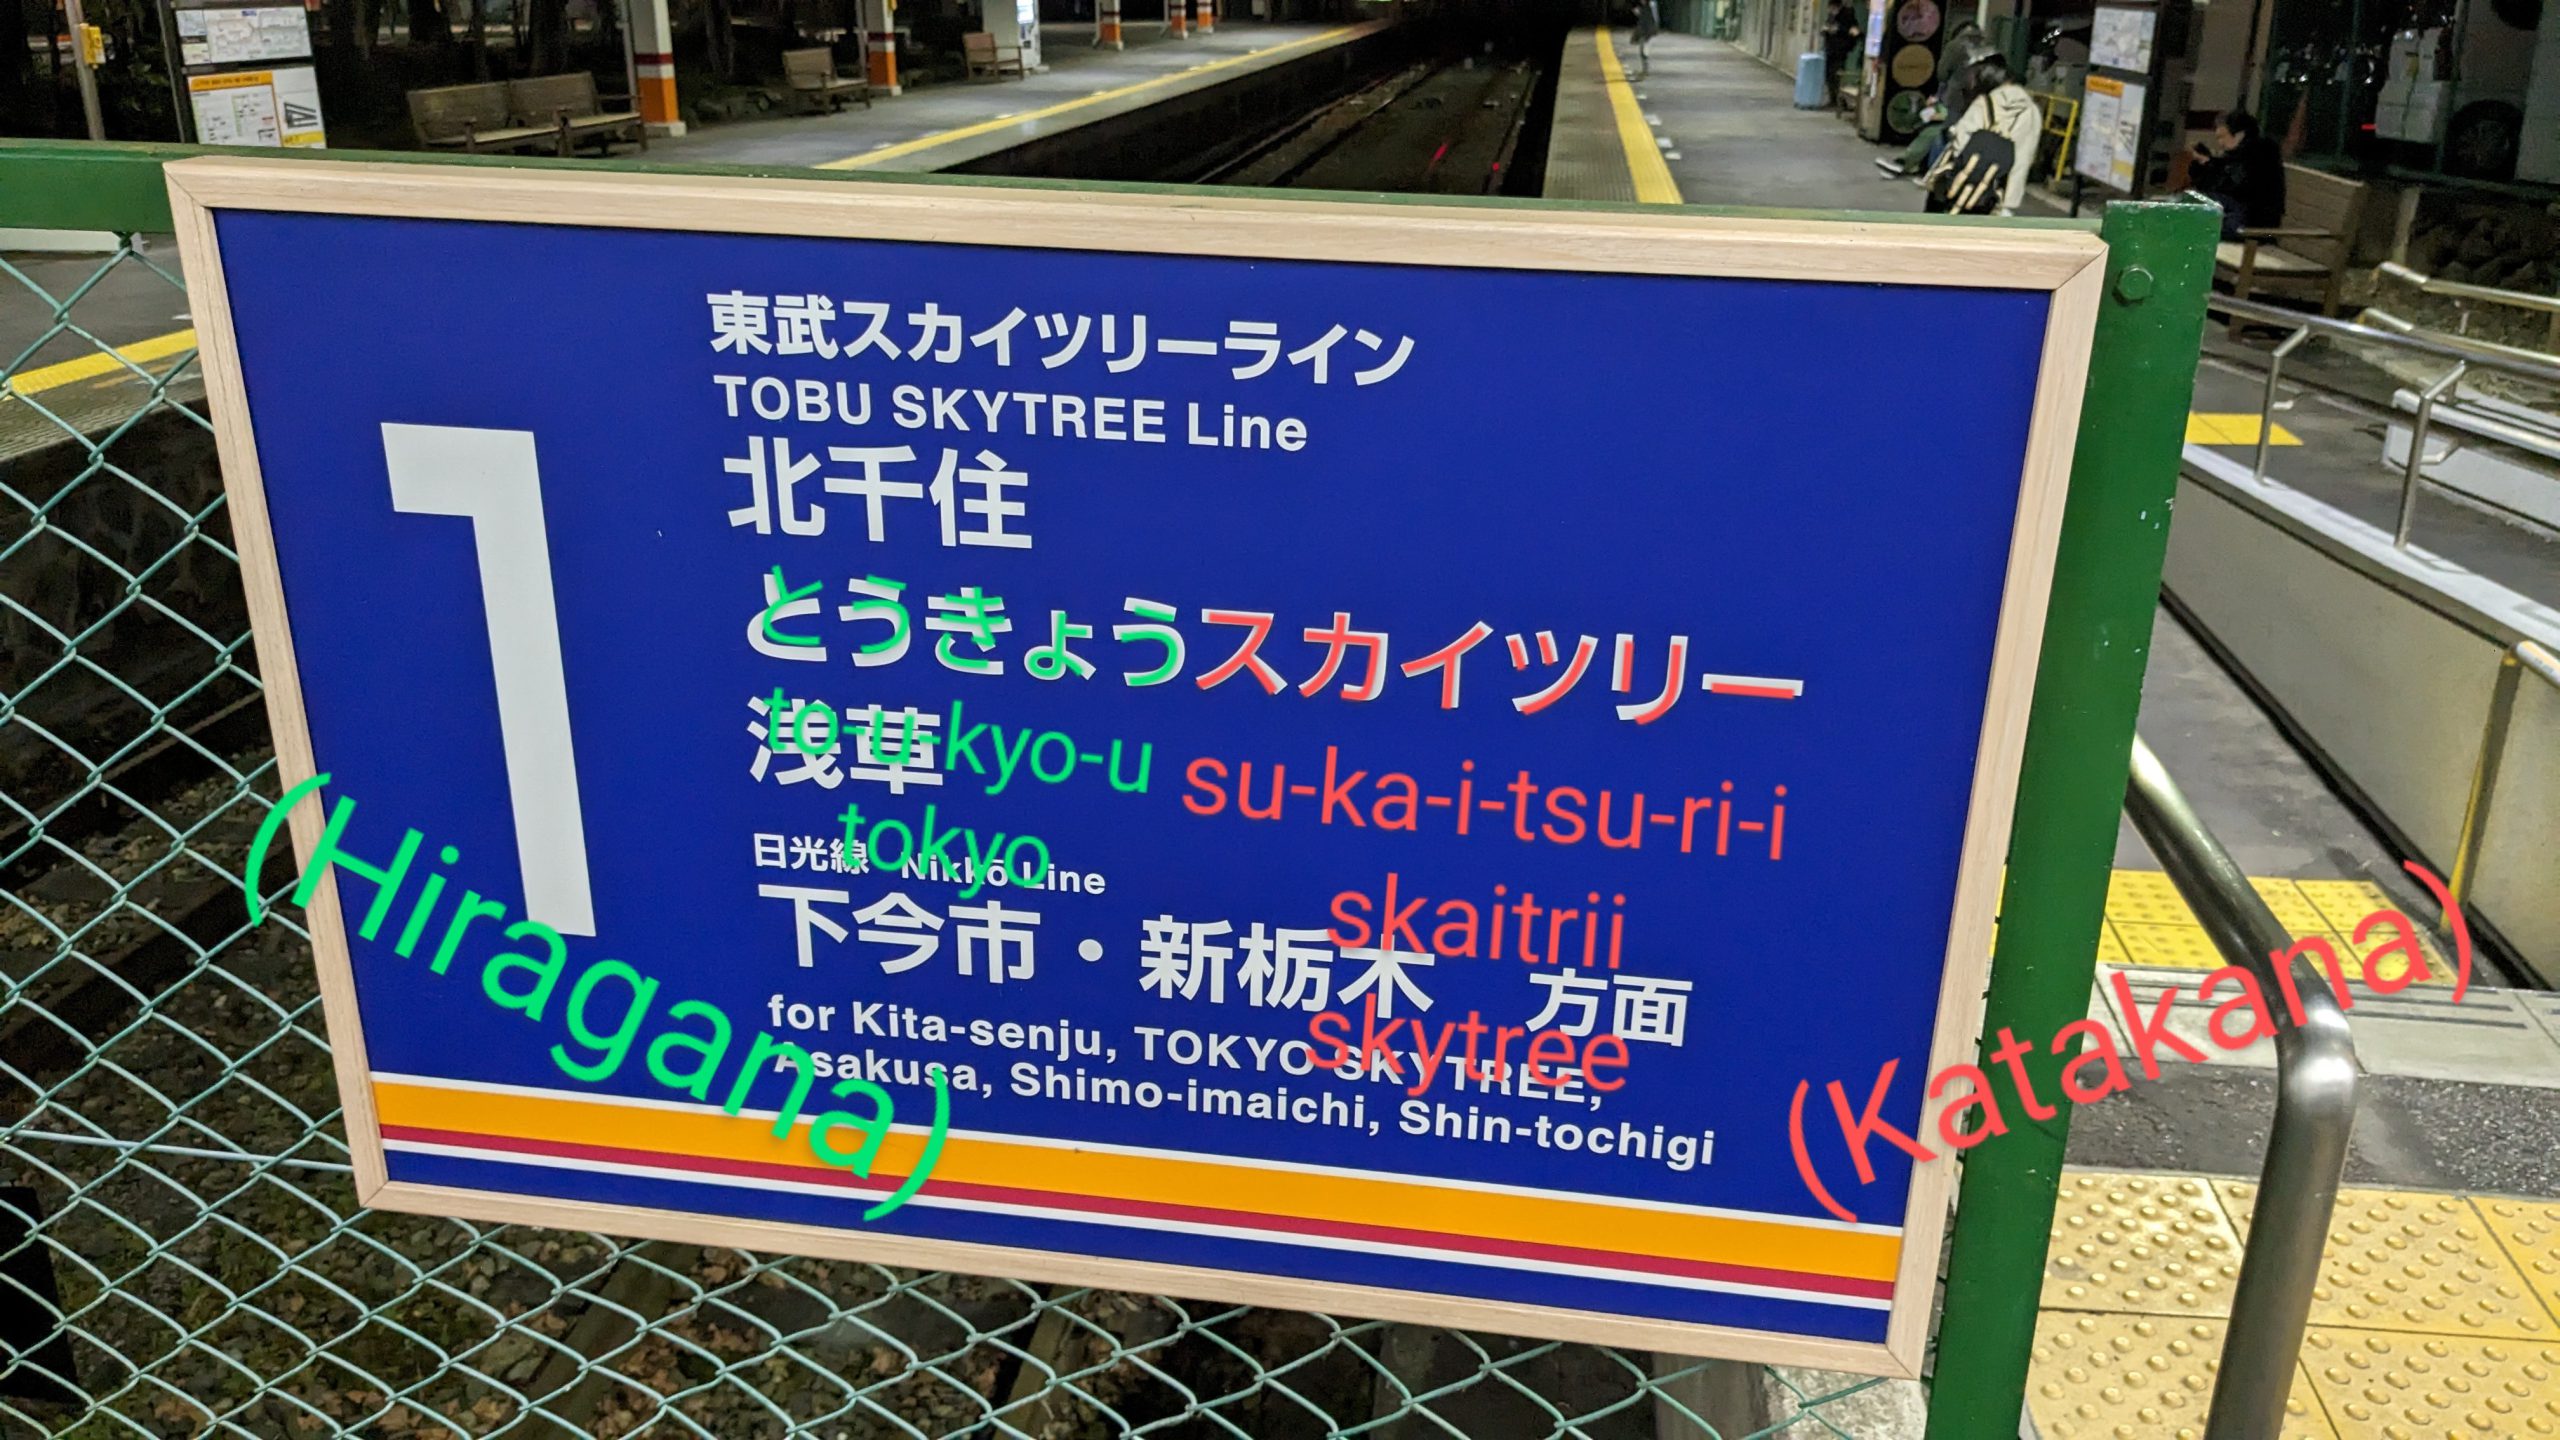 1
東武スカイツリーライン
TOBU SKYTREE Line
北千住
とうきょうスカイツリー
浅草
to-u-kyo-u su-ka-i-tsu-ri-i
tokyo
skaitrii
日光線 Nikkō Line
下今市・新栃木 方面
skytree
for Kita-senju, TOKYO SKYTREE,
Asakusa, Shimo-imaichi, Shin-tochigi
(Hiragana)
(Katakana)